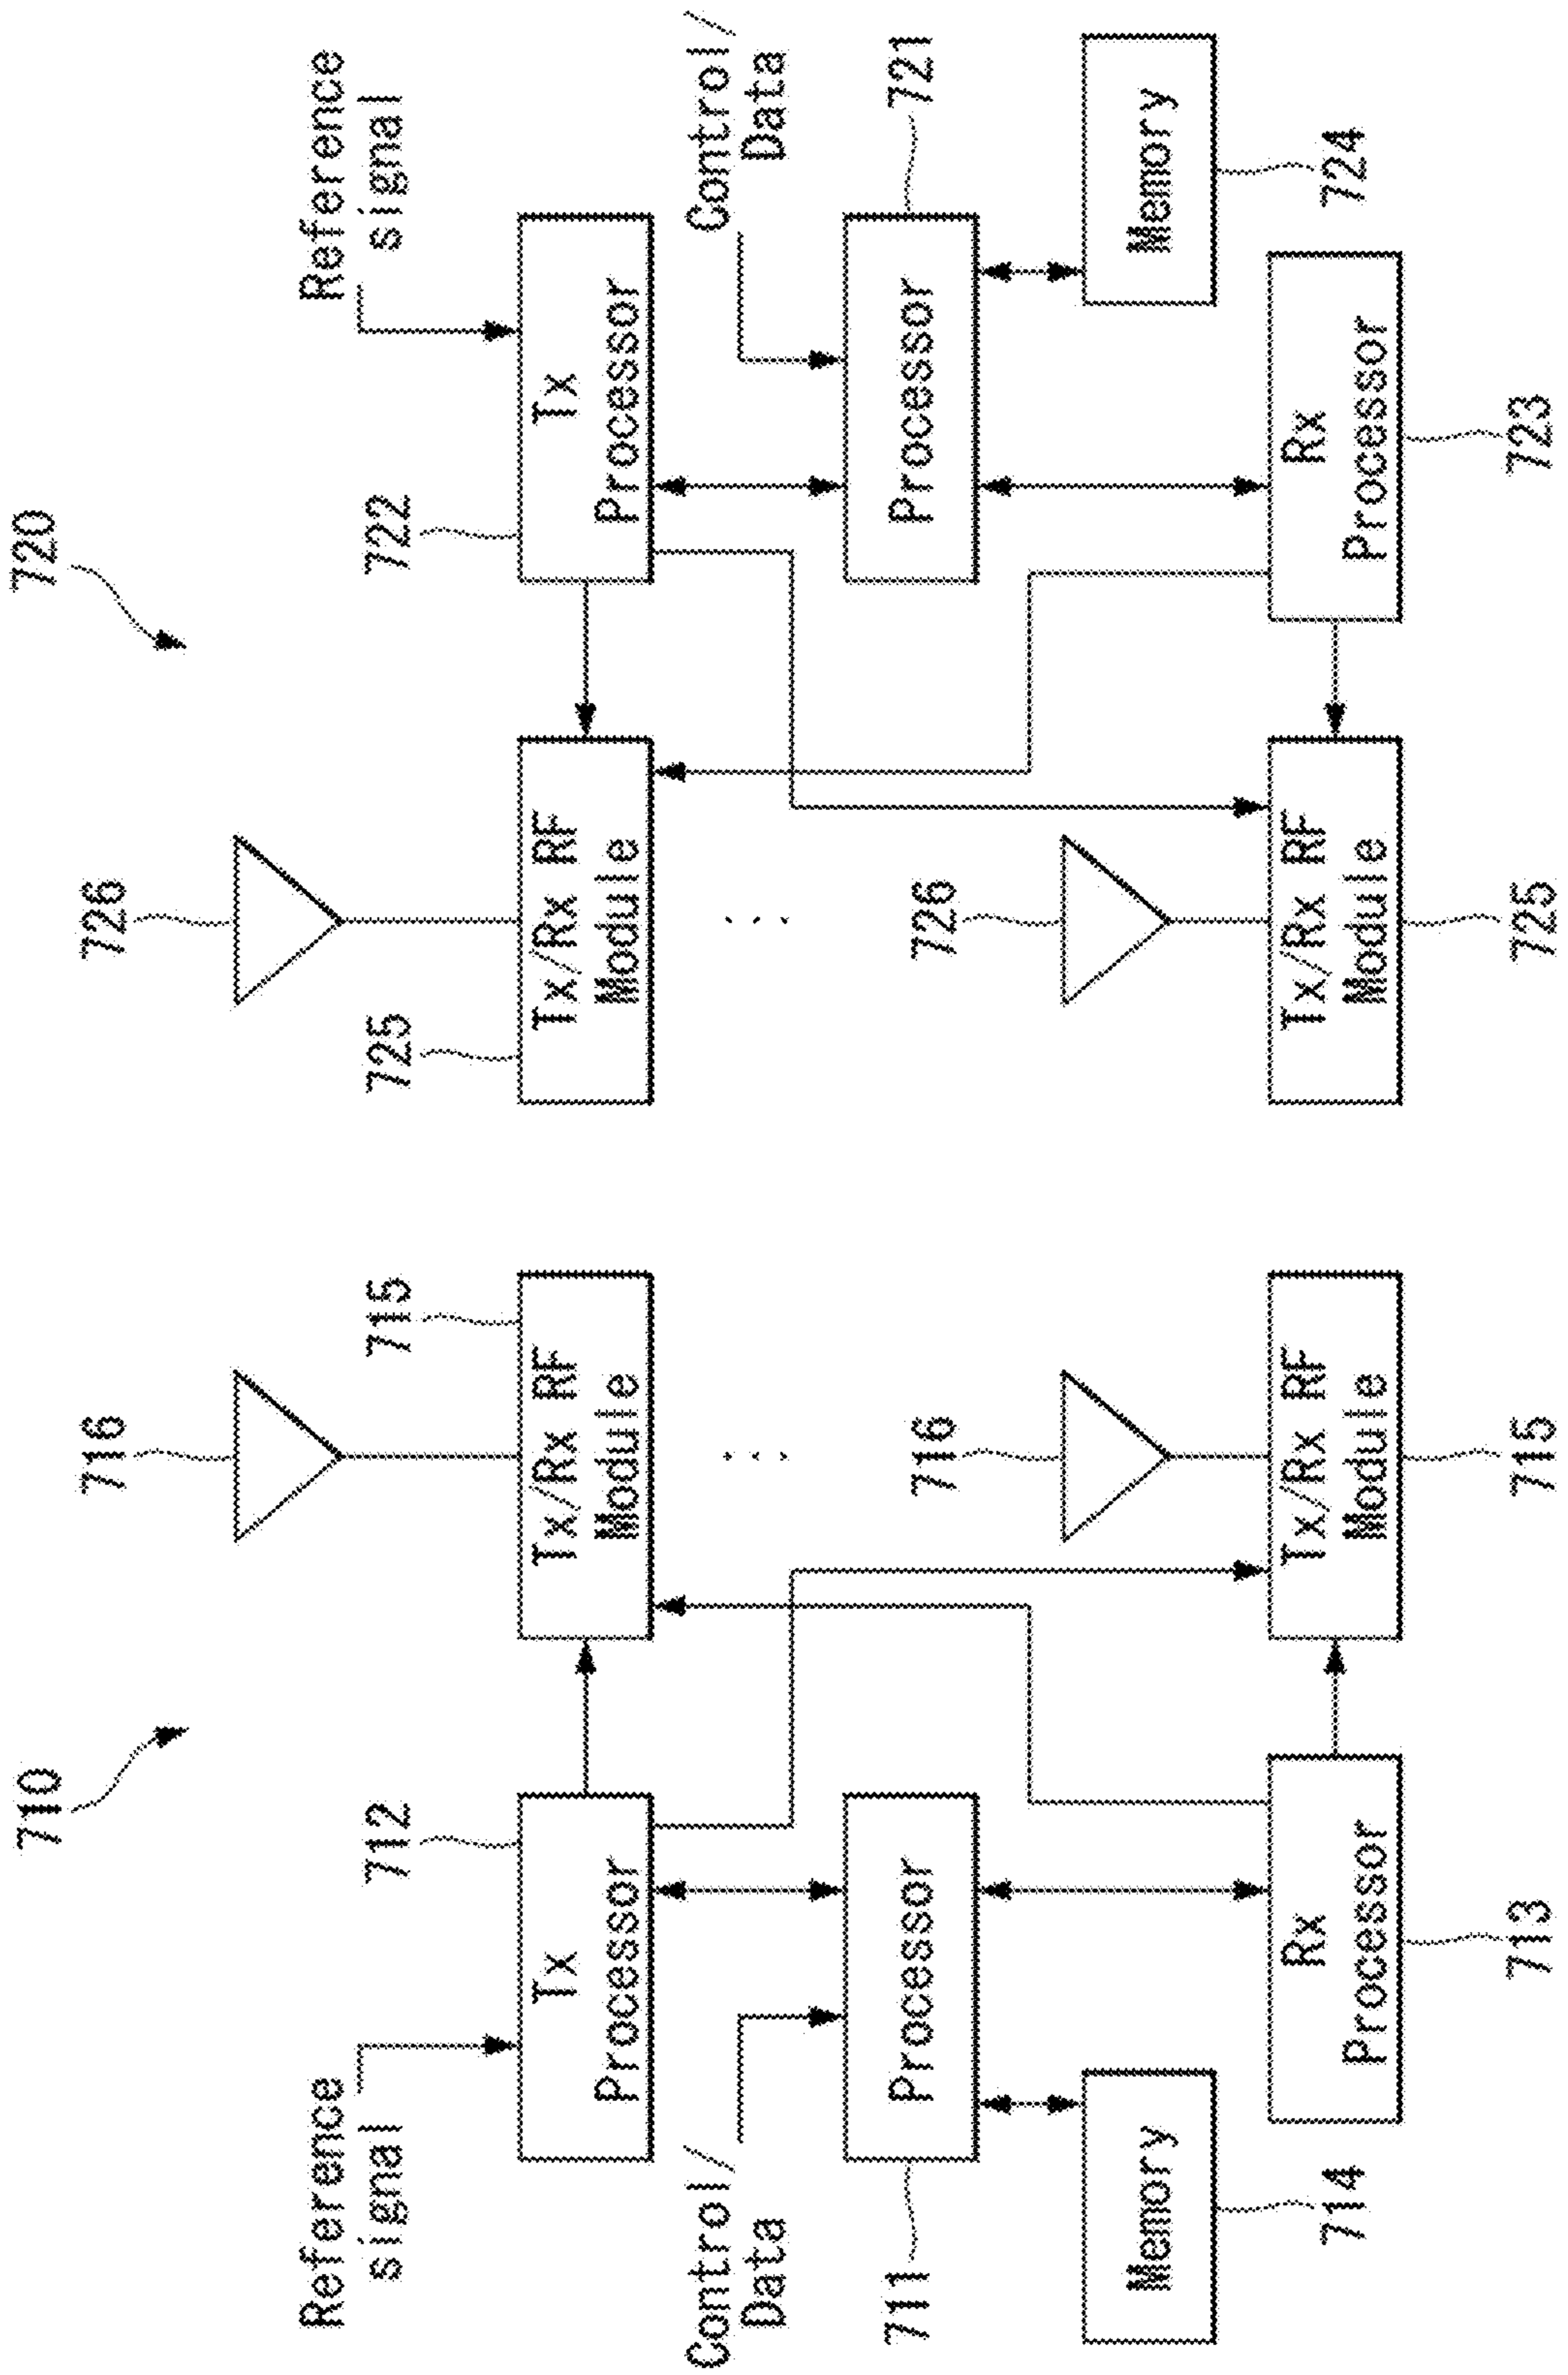 710
720
716
726
Reference
signal
712
715
725
722
Reference
signal
Tx
Processor
Tx/Rx RF
Module
Tx/Rx RF
Module
Tx
Processor
Control/
Data
. . .
. . .
Control/
Data
711
Processor
716
726
Processor
721
Memory
714
Memory
724
Rx
Processor
Tx/Rx RF
Module
Tx/Rx RF
Module
Rx
Processor
713
715
725
723